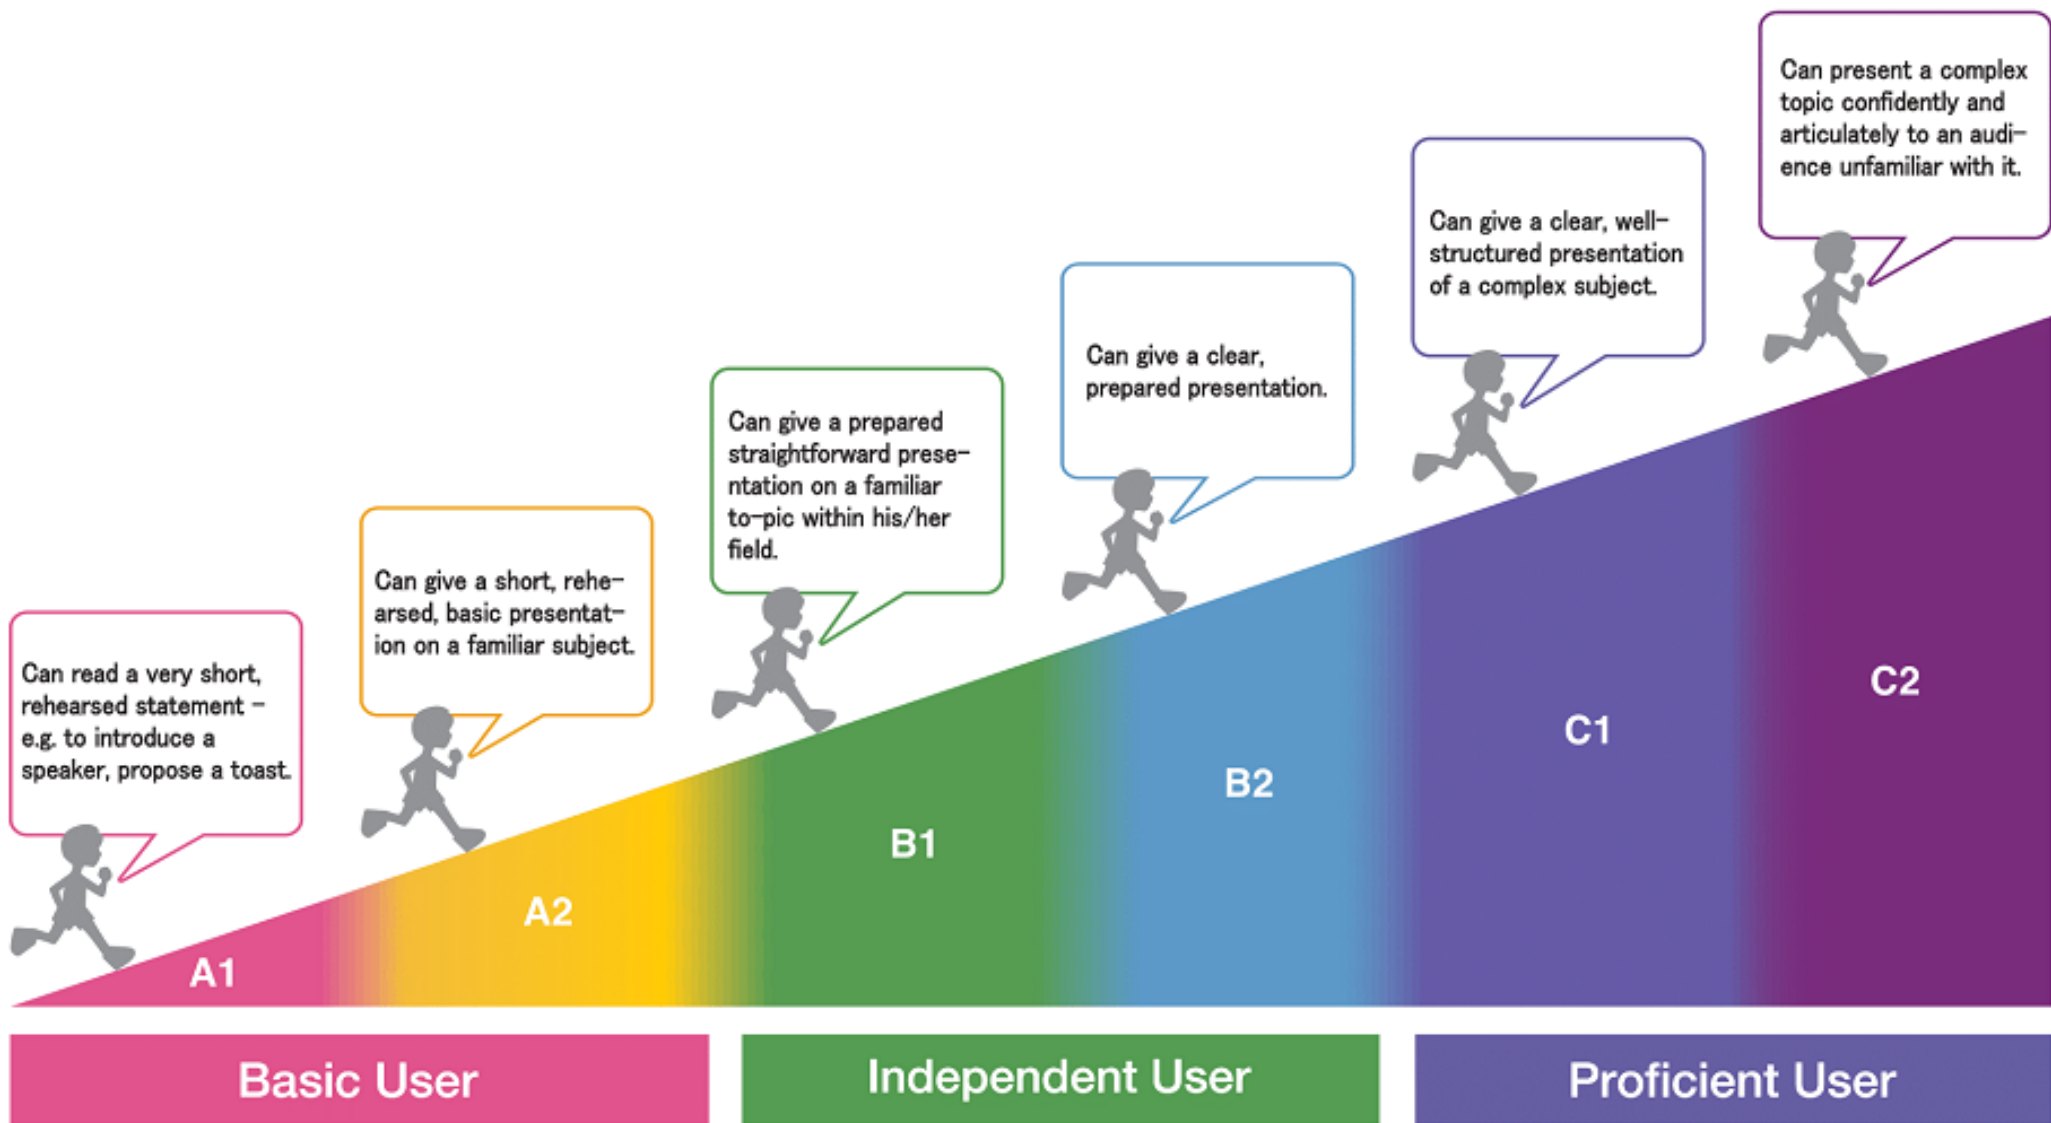 Can read a very short,
rehearsed statement –
e.g. to introduce a
speaker, propose a toast.
Can give a short, rehe–
arsed, basic presentat–
ion on a familiar subject.
Can give a prepared
straightforward prese–
ntation on a familiar
to–pic within his/her
field.
Can give a clear,
prepared presentation.
Can give a clear, well–
structured presentation
of a complex subject.
Can present a complex
topic confidently and
articulately to an audi–
ence unfamiliar with it.
A1
A2
B1
B2
C1
C2
Basic User
Independent User
Proficient User